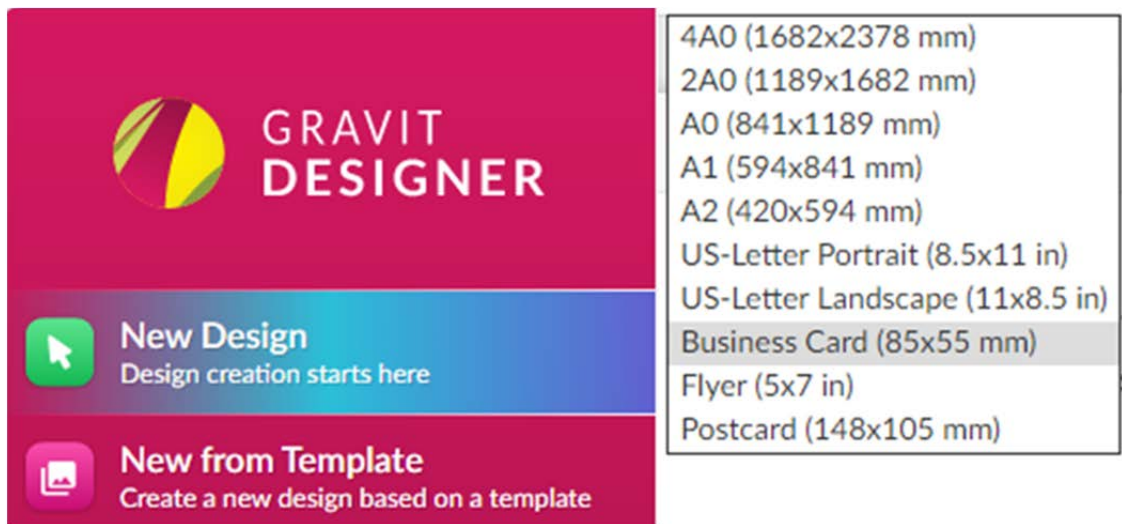 GRAVIT
DESIGNER
New Design
Design creation starts here
New from Template
Create a new design based on a template
4A0 (1682x2378 mm)
2A0 (1189x1682 mm)
A0 (841x1189 mm)
A1 (594x841 mm)
A2 (420x594 mm)
US-Letter Portrait (8.5x11 in)
US-Letter Landscape (11x8.5 in)
Business Card (85x55 mm)
Flyer (5x7 in)
Postcard (148x105 mm)